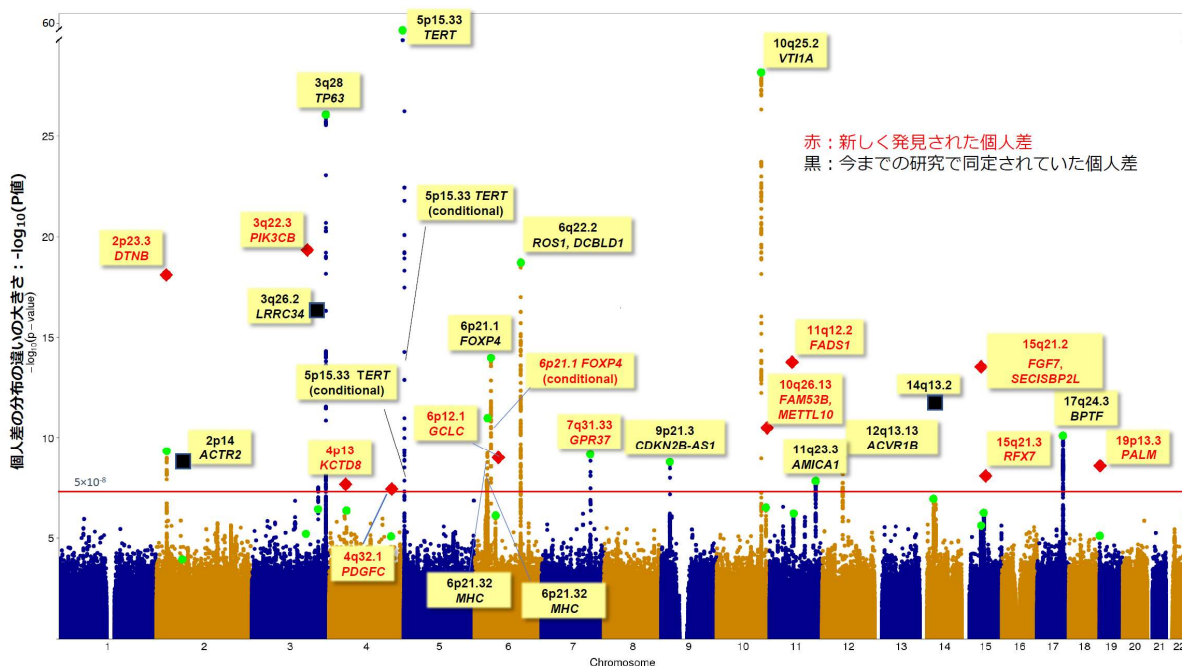 個人差の分布の違いの大きさ：-log10(P値)
-log10(p−value)
60
25
20
15
10
5
5×10⁻⁸
赤：新しく発見された個人差
黒：今までの研究で同定されていた個人差
2p23.3
DTNB
2p14
ACTR2
3q22.3
PIK3CB
3q26.2
LRRC34
3q28
TP63
4p13
KCTD8
4q32.1
PDGFC
5p15.33
TERT
5p15.33 TERT
(conditional)
5p15.33 TERT
(conditional)
6p21.1
FOXP4
6p21.1 FOXP4
(conditional)
6p12.1
GCLC
6p21.32
MHC
6p21.32
MHC
6q22.2
ROS1, DCBLD1
7q31.33
GPR37
9p21.3
CDKN2B-AS1
10q25.2
VTI1A
10q26.13
FAM53B,
METTL10
11q12.2
FADS1
11q23.3
AMICA1
12q13.13
ACVR1B
14q13.2
15q21.2
FGF7,
SECISBP2L
15q21.3
RFX7
17q24.3
BPTF
19p13.3
PALM
1 2 3 4 5 6 7 8 9 10 11 12 13 14 15 16 17 18 19 20 21 22
Chromosome